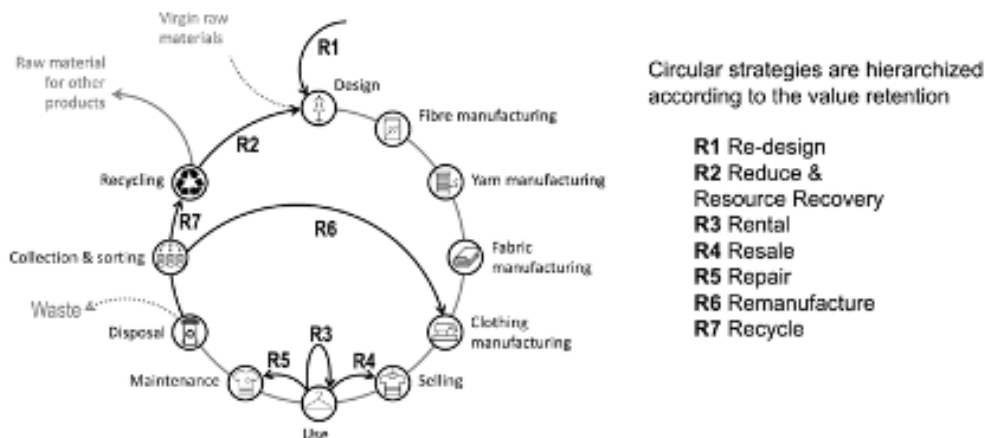 Virgin raw
materials
R1
Raw material
for other
products
Design
Fibre manufacturing
R2
Recycling
Yarn manufacturing
R7
R6
Collection & sorting
Fabric
manufacturing
Waste
Disposal
Clothing
manufacturing
R3
R5
R4
Maintenance
Selling
Use
Circular strategies are hierarchized
according to the value retention
R1 Re-design
R2 Reduce &
Resource Recovery
R3 Rental
R4 Resale
R5 Repair
R6 Remanufacture
R7 Recycle